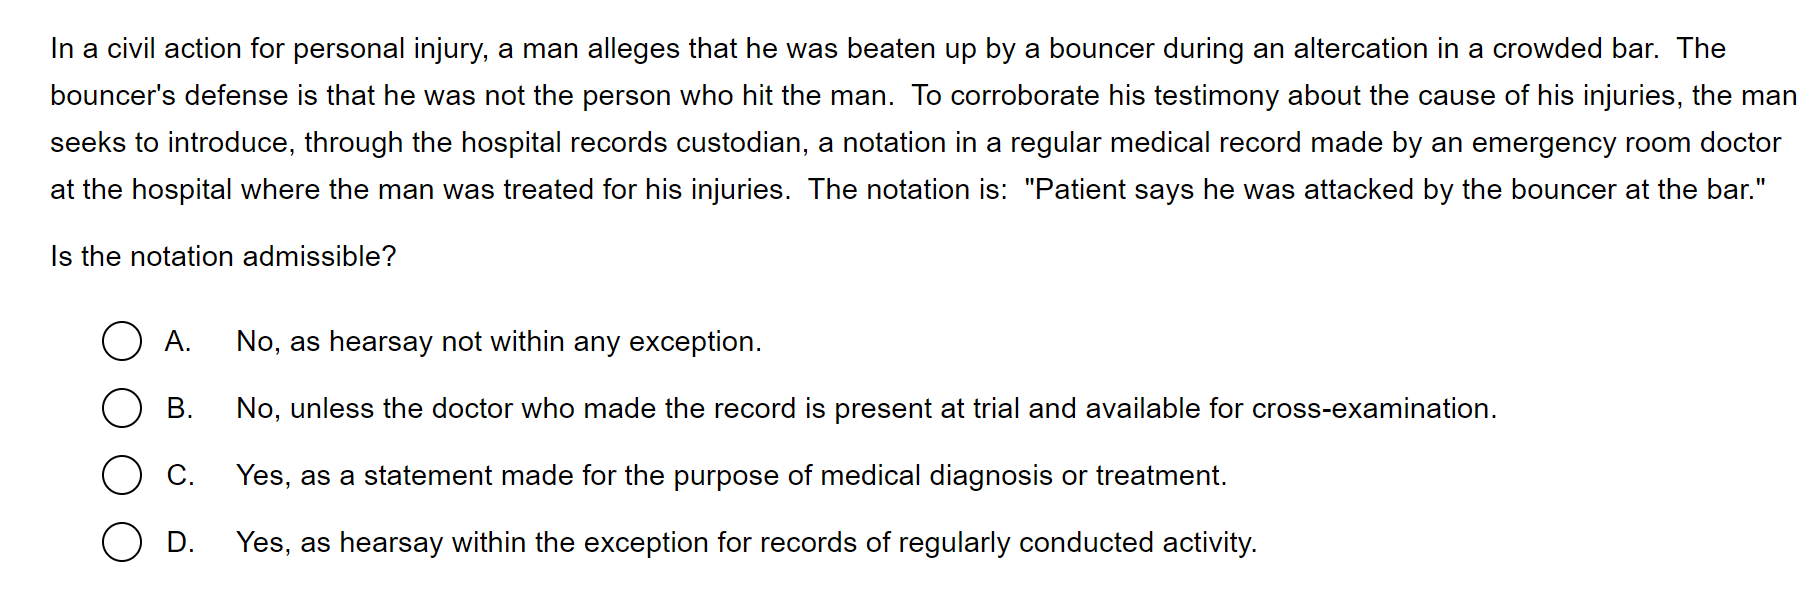 In a civil action for personal injury, a man alleges that he was beaten up by a bouncer during an altercation in a crowded bar.  The
bouncer's defense is that he was not the person who hit the man.  To corroborate his testimony about the cause of his injuries, the man
seeks to introduce, through the hospital records custodian, a notation in a regular medical record made by an emergency room doctor
at the hospital where the man was treated for his injuries.  The notation is:  "Patient says he was attacked by the bouncer at the bar."
Is the notation admissible?
A. No, as hearsay not within any exception.
B. No, unless the doctor who made the record is present at trial and available for cross-examination.
C. Yes, as a statement made for the purpose of medical diagnosis or treatment.
D. Yes, as hearsay within the exception for records of regularly conducted activity.